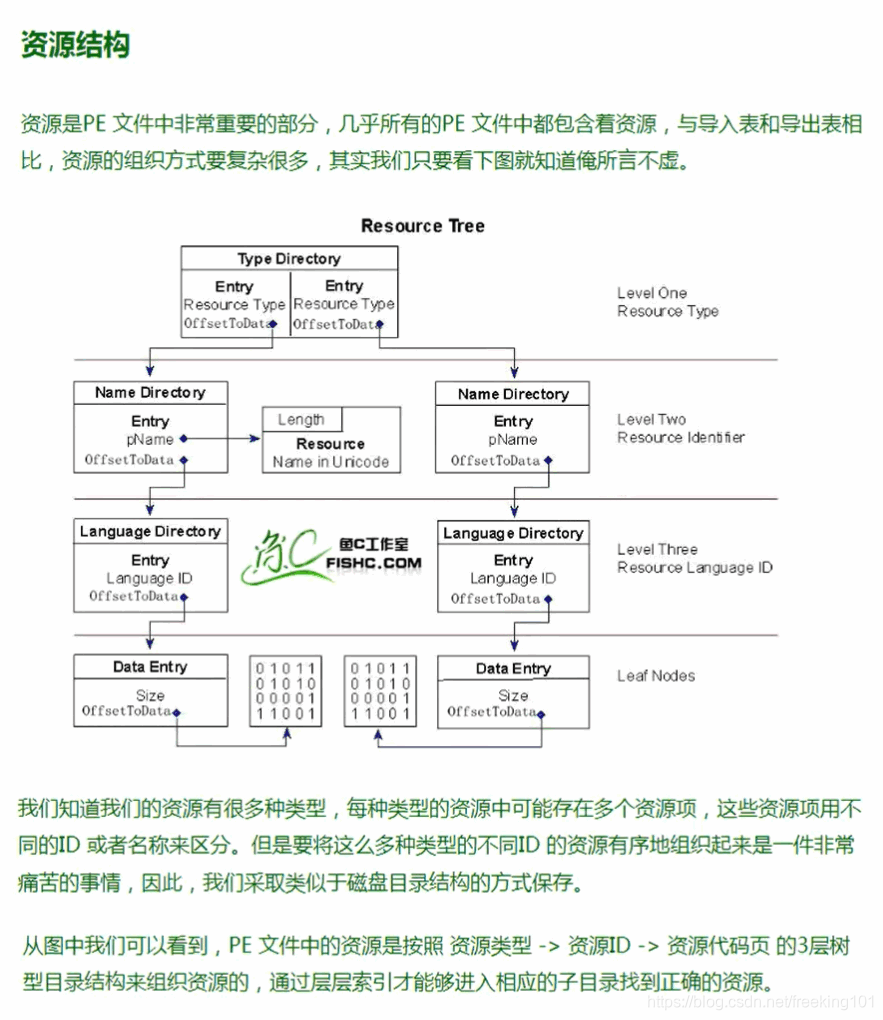 资源结构
资源是PE 文件中非常重要的部分，几乎所有的PE 文件中都包含着资源，与导入表和导出表相
比，资源的组织方式要复杂很多，其实我们只要看下图就知道俺所言不虚。
Resource Tree
Type Directory
Entry
Resource Type
OffsetToData
Entry
Resource Type
OffsetToData
Level One
Resource Type
Name Directory
Entry
pName
OffsetToData
Length
Resource
Name in Unicode
Name Directory
Entry
pName
OffsetToData
Level Two
Resource Identifier
Language Directory
Entry
Language ID
OffsetToData
鱼C工作室
FISHC.COM
Language Directory
Entry
Language ID
OffsetToData
Level Three
Resource Language ID
Data Entry
Size
OffsetToData
0 1 0 1 1
0 1 0 1 0
0 0 0 0 1
1 1 0 0 1
0 1 0 1 1
0 1 0 1 0
0 0 0 0 1
1 1 0 0 1
Data Entry
Size
OffsetToData
Leaf Nodes
我们知道我们的资源有很多种类型，每种类型的资源中可能存在多个资源项，这些资源项用不
同的ID 或者名称来区分。但是要将这么多种类型的不同ID 的资源有序地组织起来是一件非常
痛苦的事情，因此，我们采取类似于磁盘目录结构的方式保存。
从图中我们可以看到，PE 文件中的资源是按照 资源类型 -> 资源ID -> 资源代码页 的3层树
型目录结构来组织资源的，通过层层索引才能够进入相应的子目录找到正确的资源。
https://blog.csdn.net/freeking101